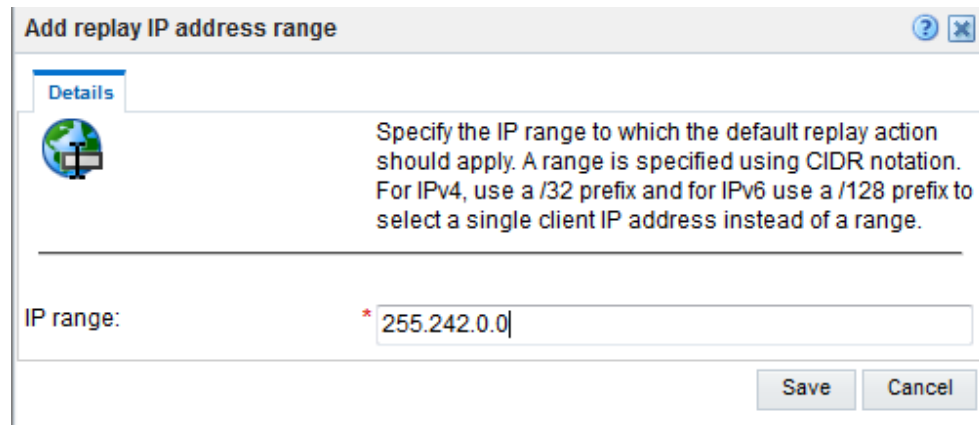 Add replay IP address range
Details
Specify the IP range to which the default replay action
should apply. A range is specified using CIDR notation.
For IPv4, use a /32 prefix and for IPv6 use a /128 prefix to
select a single client IP address instead of a range.
IP range: * 255.242.0.0
Save Cancel